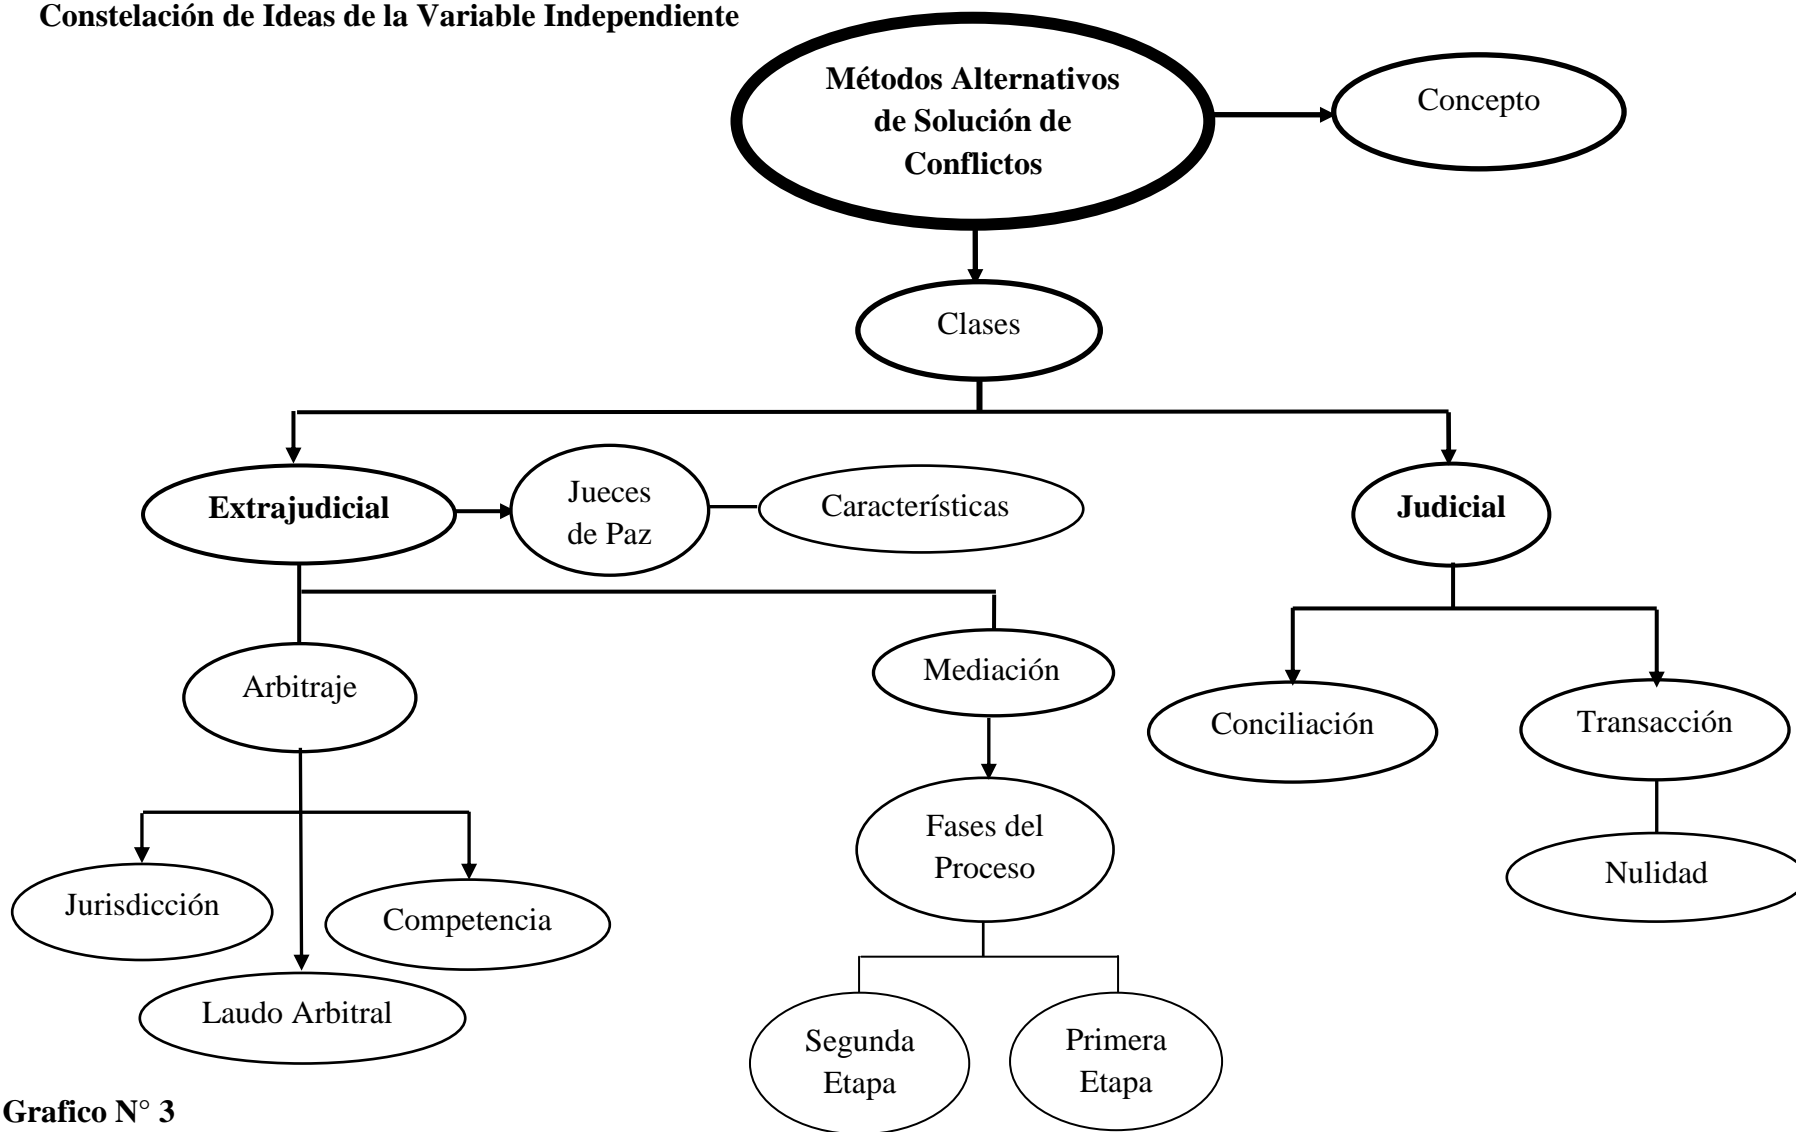 Constelación de Ideas de la Variable Independiente
Métodos Alternativos
de Solución de
Conflictos
Concepto
Clases
Extrajudicial
Jueces
de Paz
Característícas
Judicial
Arbitraje
Mediación
Conciliación
Transacción
Jurisdicción
Competencia
Laudo Arbitral
Fases del
Proceso
Nulidad
Segunda
Etapa
Primera
Etapa
Grafico N° 3